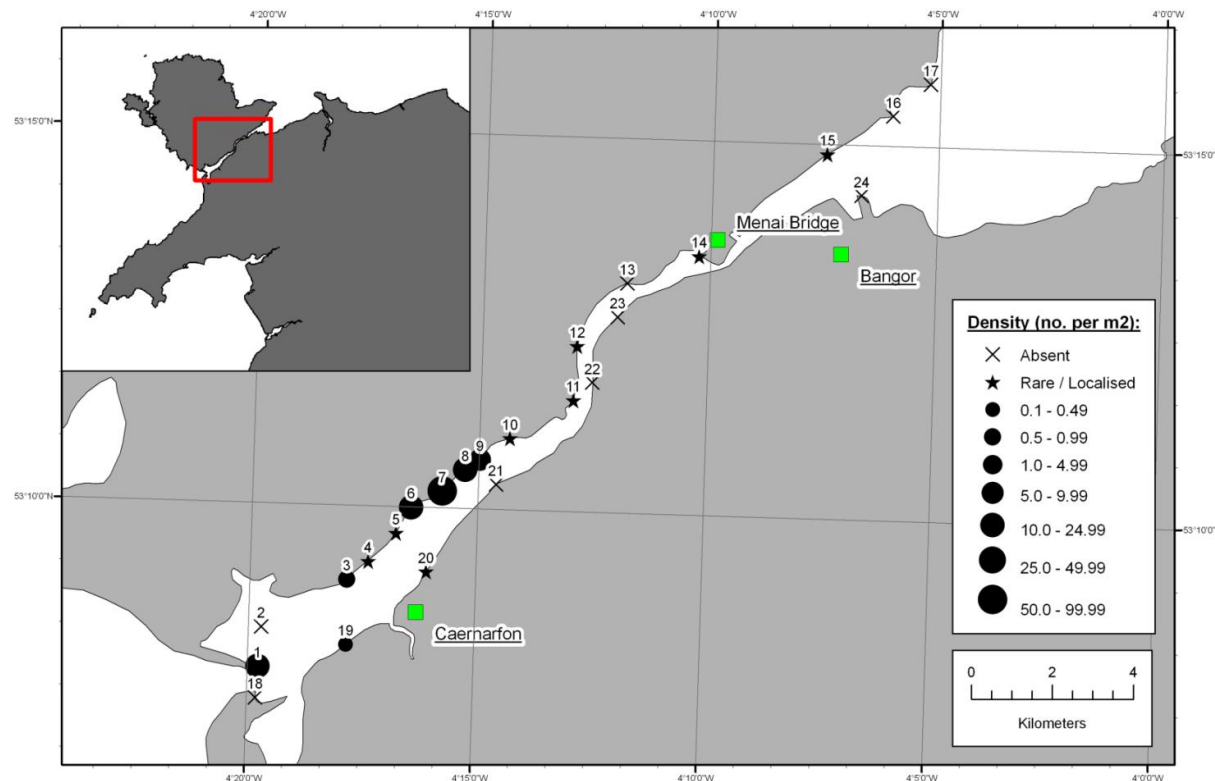 4°20'0"W
4°15'0"W
4°10'0"W
4°5'0"W
4°0'0"W
17
16
53°15'0"N
15
53°15'0"N
24
Menai Bridge
14
Bangor
13
23
Density (no. per m2):
12
Absent
22
Rare / Localised
11
0.1 - 0.49
10
0.5 - 0.99
9
8
1.0 - 4.99
21
7
5.0 - 9.99
53°10'0"N
6
10.0 - 24.99
53°10'0"N
5
25.0 - 49.99
4
20
3
50.0 - 99.99
2
19
Caernarfon
1
18
0 2 4
Kilometers
4°20'0"W
4°15'0"W
4°10'0"W
4°5'0"W
4°0'0"W